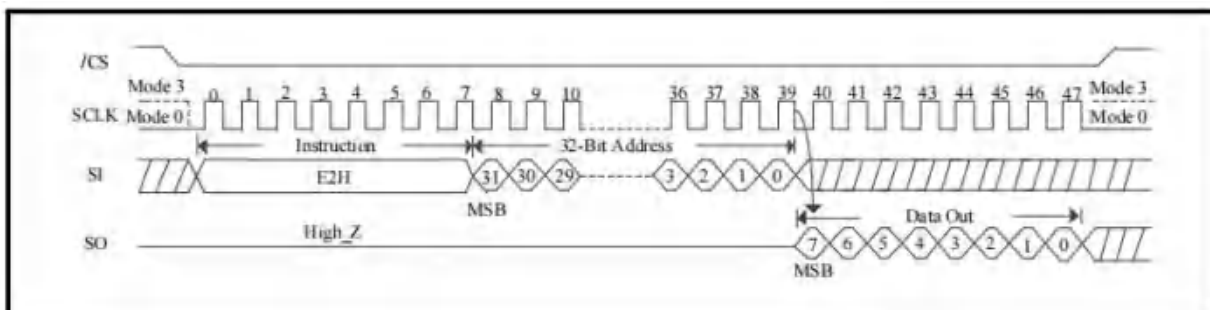 /CS
Mode 3 0 1 2 3 4 5 6 7 8 9 10 36 37 38 39 40 41 42 43 44 45 46 47 Mode 3
SCLK Mode 0 Mode 0
Instruction 32-Bit Address
SI E2H 31 30 29 3 2 1 0
MSB
High_Z Data Out
SO 7 6 5 4 3 2 1 0
MSB